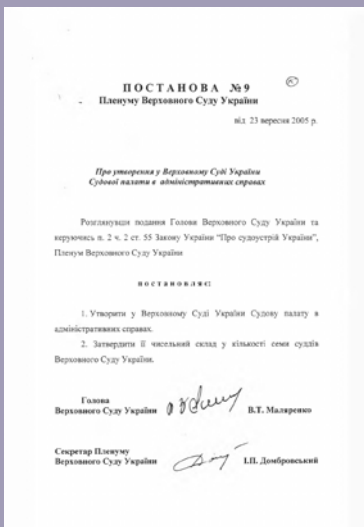 ПОСТАНОВА №9
Пленуму Верховного Суду України
від 23 вересня 2005 р.
Про утворення у Верховному Суді України
Судової палати в адміністративних справах
Розглянувши подання Голови Верховного Суду України та
керуючись п. 2 ч. 2 ст. 55 Закону України “Про судоустрій України”,
Пленум Верховного Суду України
постановляє:
1. Утворити у Верховному Суді України Судову палату в
адміністративних справах.
2. Затвердити її чисельний склад у кількості семи суддів
Верховного Суду України.
Голова
Верховного Суду України В.Т. Маляренко
Секретар Пленуму
Верховного Суду України І.П. Домбровський